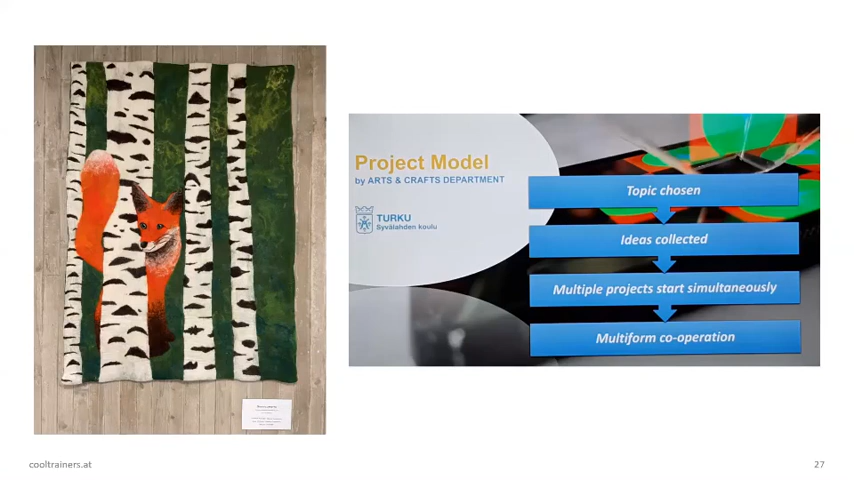 Project Model
by ARTS & CRAFTS DEPARTMENT
TURKU
Syvälahden koulu
Topic chosen
Ideas collected
Multiple projects start simultaneously
Multiform co-operation
cooltrainers.at
27